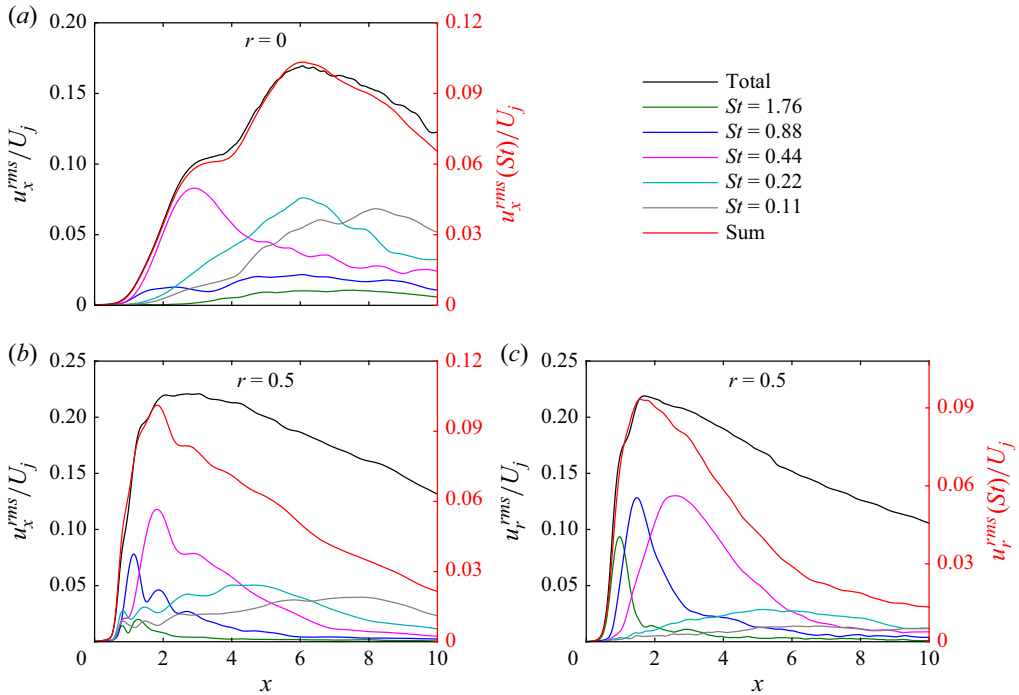 (a)
0.20
0.15
0.10
0.05
0
u_x^{rms}/U_j
r = 0
0.12
0.09
0.06
0.03
0
u_x^{rms}(St)/U_j
0 2 4 6 8 10
Total
St = 1.76
St = 0.88
St = 0.44
St = 0.22
St = 0.11
Sum
(b)
0.25
0.20
0.15
0.10
0.05
u_x^{rms}/U_j
r = 0.5
0.12
0.09
0.06
0.03
0
0 2 4 6 8 10
x
(c)
0.25
0.20
0.15
0.10
0.05
u_r^{rms}/U_j
r = 0.5
0.09
0.06
0.03
0
u_r^{rms}(St)/U_j
0 2 4 6 8 10
x